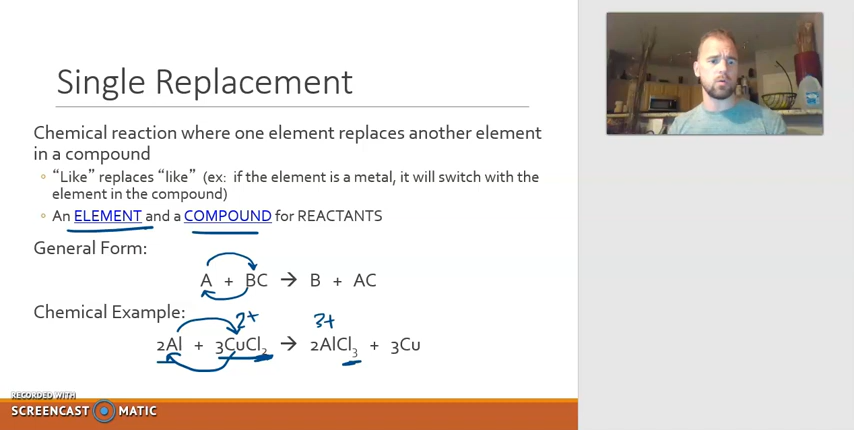 Single Replacement
Chemical reaction where one element replaces another element
in a compound
◦ “Like” replaces “like” (ex: if the element is a metal, it will switch with the
element in the compound)
◦ An ELEMENT and a COMPOUND for REACTANTS
General Form:
A + BC → B + AC
Chemical Example:
2+ 3+
2Al + 3CuCl₂ → 2AlCl₃ + 3Cu
RECORDED WITH
SCREENCAST MATIC